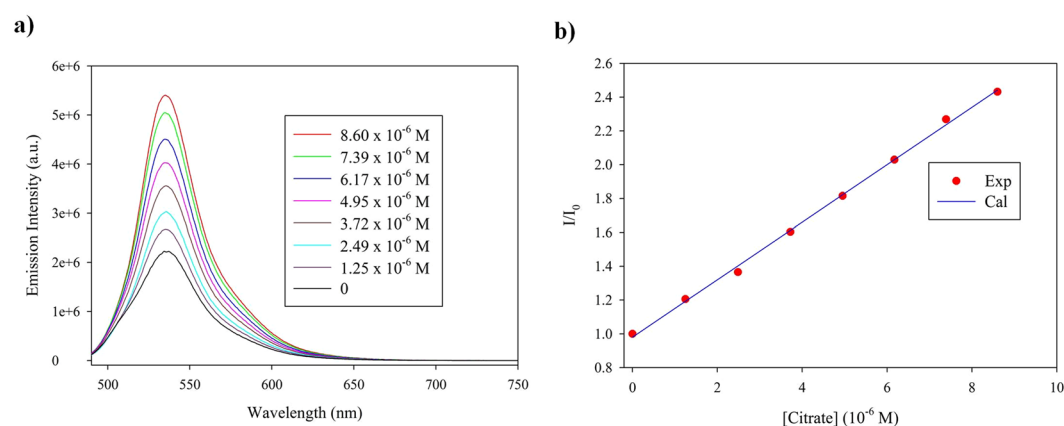 a)
6e+6
5e+6
4e+6
3e+6
2e+6
1e+6
0
Emission Intensity (a.u.)
500 550 600 650 700 750
Wavelength (nm)
8.60 x 10⁻⁶ M
7.39 x 10⁻⁶ M
6.17 x 10⁻⁶ M
4.95 x 10⁻⁶ M
3.72 x 10⁻⁶ M
2.49 x 10⁻⁶ M
1.25 x 10⁻⁶ M
0
b)
2.6
2.4
2.2
2.0
1.8
1.6
1.4
1.2
1.0
0.8
I/I₀
0 2 4 6 8 10
[Citrate] (10⁻⁶ M)
Exp
Cal